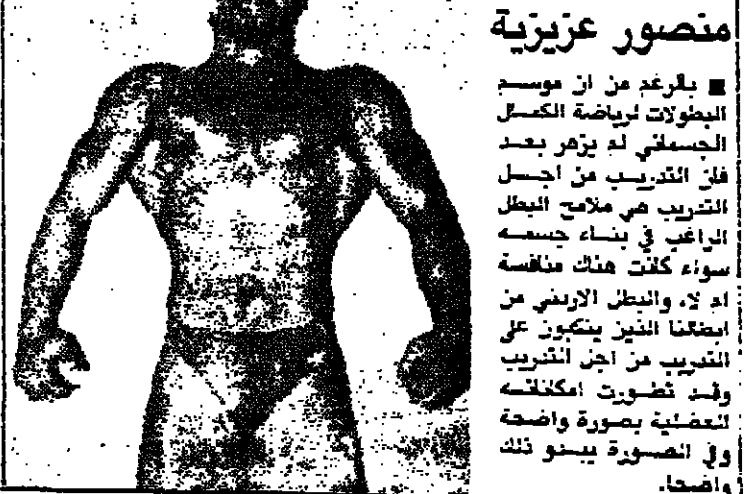 منصور عزيزية
■ بالرغم من ان موسم
البطولات لرياضة الكمال
الجسماني لم يزهر بعد
فان التدريب من اجل
التدريب هي ملامح البطل
الراغب في بناء جسمه
سواء كانت هناك منافسة
ام لا، والبطل الاردني من
ابطالنا الذين ينكبون على
التدريب من اجل التدريب
وقد تطورت امكاناته
العضلية بصورة واضحة
وفي الصورة يبدو ذلك
واضحا.